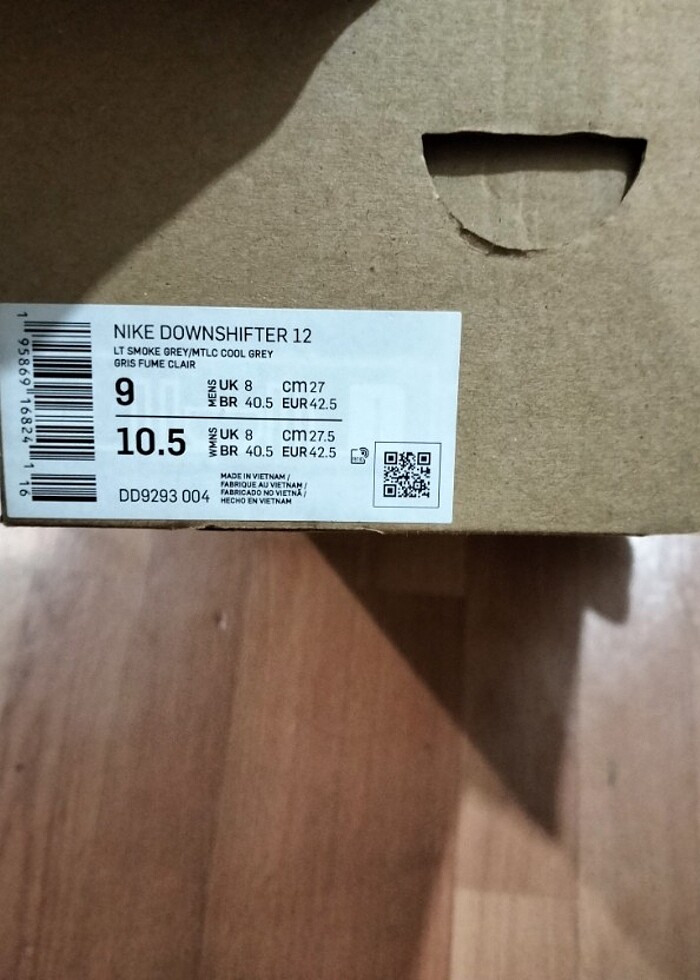 NIKE DOWNSHIFTER 12
LT SMOKE GREY/MTLC COOL GREY
GRIS FUME CLAIR
9 MENS UK 8 cm 27
BR 40.5 EUR 42.5
10.5 WMNS UK 8 cm 27.5
BR 40.5 EUR 42.5
DD9293 004
MADE IN VIETNAM /
FABRIQUE AU VIETNAM /
FABRICADO NO VIETNÃ /
HECHO EN VIETNAM
1 95869 16824 1 16